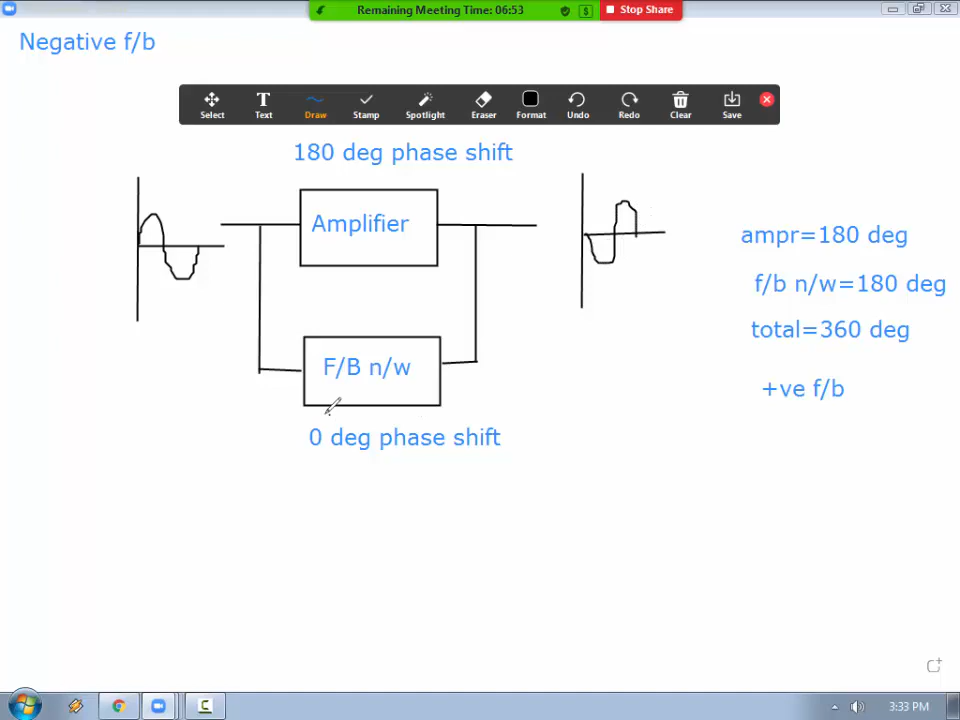 Remaining Meeting Time: 06:53
Stop Share
Negative f/b
Select Text Draw Stamp Spotlight Eraser Format Undo Redo Clear Save
180 deg phase shift
Amplifier
F/B n/w
0 deg phase shift
ampr=180 deg
f/b n/w=180 deg
total=360 deg
+ve f/b
3:33 PM